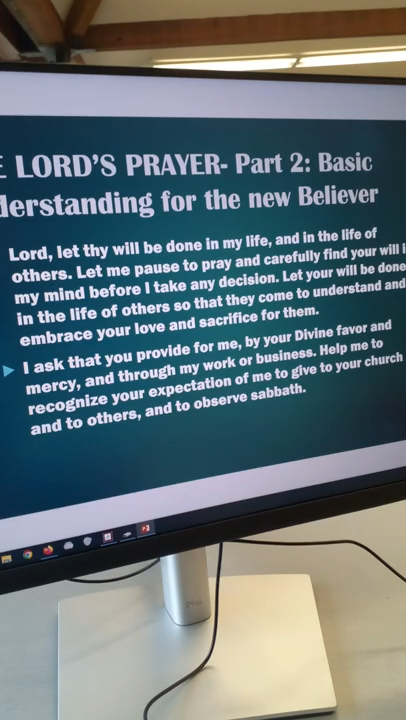 E LORD'S PRAYER- Part 2: Basic
derstanding for the new Believer
Lord, let thy will be done in my life, and in the life of
others. Let me pause to pray and carefully find your will i
my mind before I take any decision. Let your will be done
in the life of others so that they come to understand and
embrace your love and sacrifice for them.
I ask that you provide for me, by your Divine favor and
mercy, and through my work or business. Help me to
recognize your expectation of me to give to your church
and to others, and to observe sabbath.
DELL